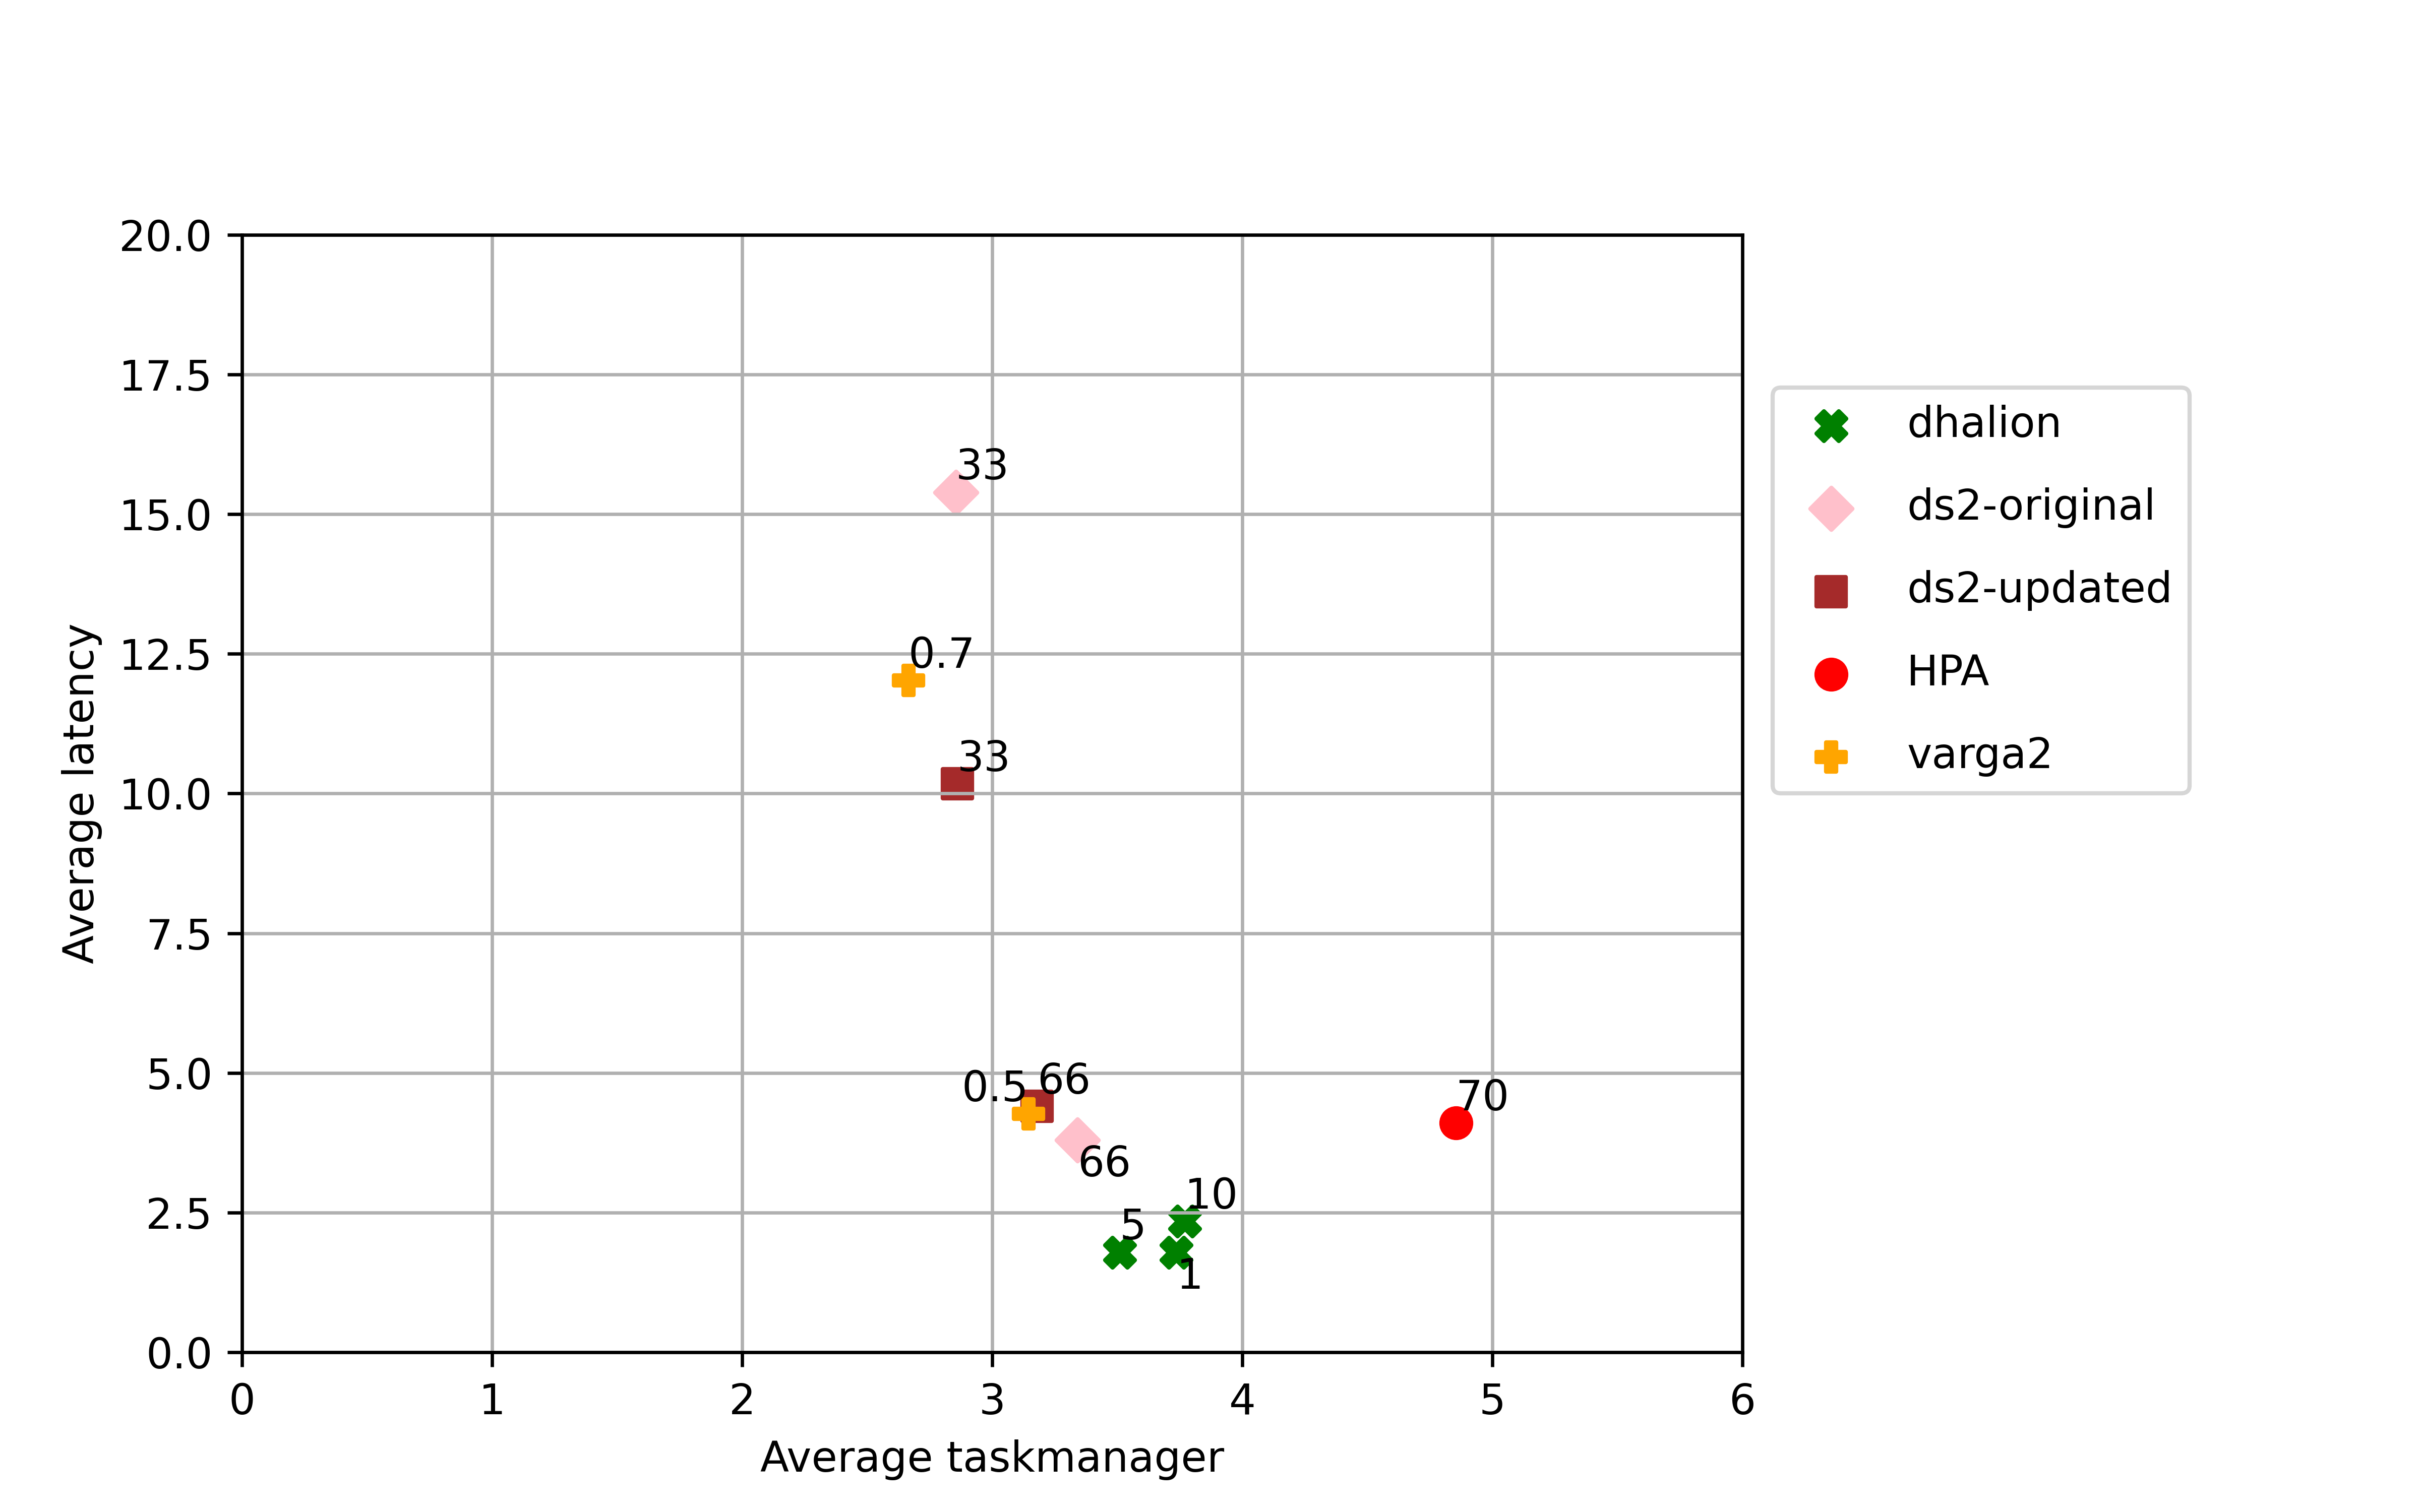 20.0
17.5
15.0
12.5
10.0
7.5
5.0
2.5
0.0
Average latency
33
0.7
33
0.5
66
66
70
10
5
1
0 1 2 3 4 5 6
Average taskmanager
dhalion
ds2-original
ds2-updated
HPA
varga2